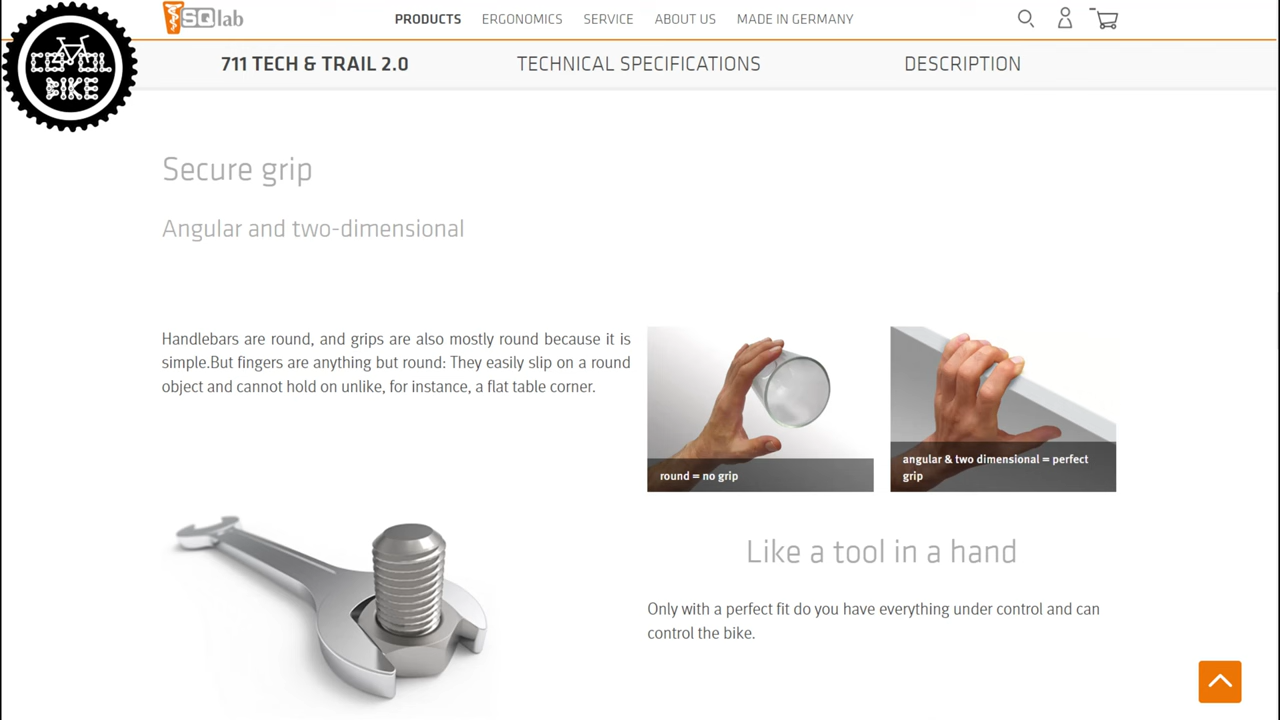 SQlab
PRODUCTS ERGONOMICS SERVICE ABOUT US MADE IN GERMANY
711 TECH & TRAIL 2.0 TECHNICAL SPECIFICATIONS DESCRIPTION
BIKE
Secure grip
Angular and two-dimensional
Handlebars are round, and grips are also mostly round because it is
simple.But fingers are anything but round: They easily slip on a round
object and cannot hold on unlike, for instance, a flat table corner.
round = no grip
angular & two dimensional = perfect
grip
Like a tool in a hand
Only with a perfect fit do you have everything under control and can
control the bike.